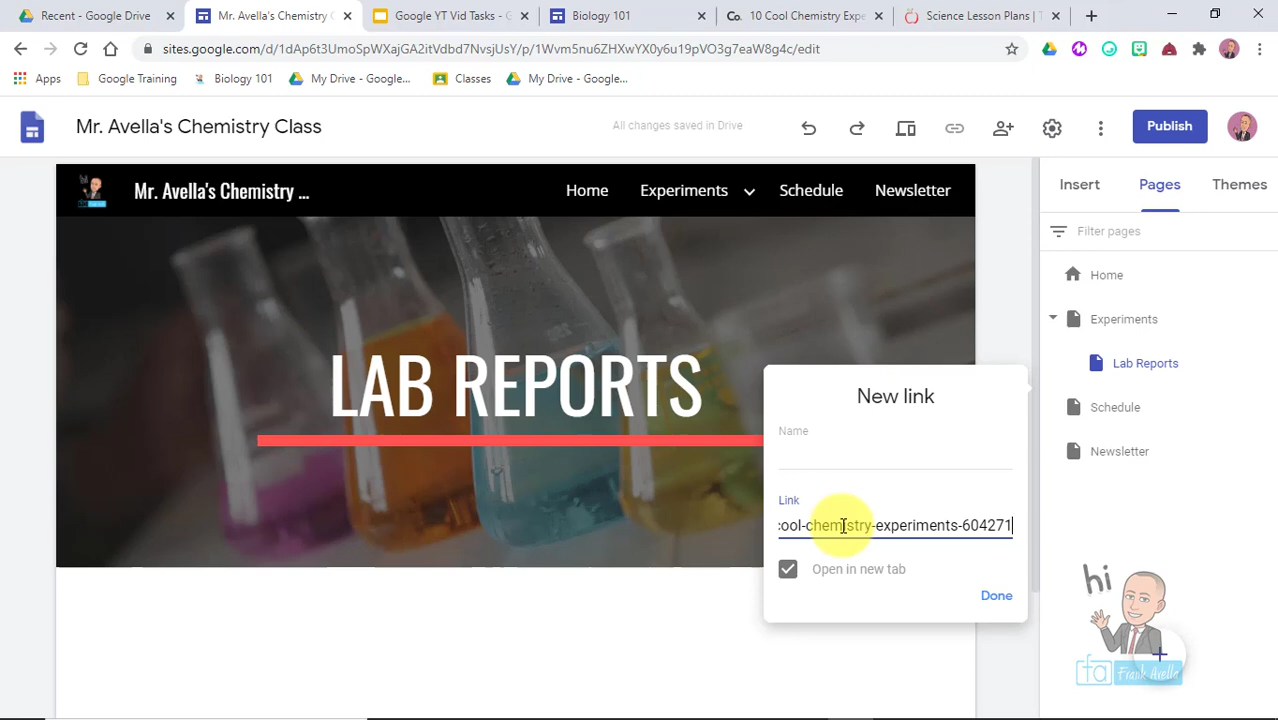 Recent - Google Drive
Mr. Avella's Chemistry C
Google YT Vid Tasks - G
Biology 101
Co. 10 Cool Chemistry Expe
Science Lesson Plans | T
sites.google.com/d/1dAp6t3UmoSpWXajGA2itVdbd7NvsjUsY/p/1Wvm5nu6ZHXwYX0y6u19pVO3g7eaW8g4c/edit
Apps
Google Training
Biology 101
My Drive - Google...
Classes
My Drive - Google...
Mr. Avella's Chemistry Class
All changes saved in Drive
Publish
Mr. Avella's Chemistry ...
Home
Experiments
Schedule
Newsletter
Insert
Pages
Themes
Filter pages
Home
Experiments
Lab Reports
Schedule
Newsletter
LAB REPORTS
New link
Name
Link
cool-chemistry-experiments-604271
Open in new tab
Done
hi
fa Frank Avella